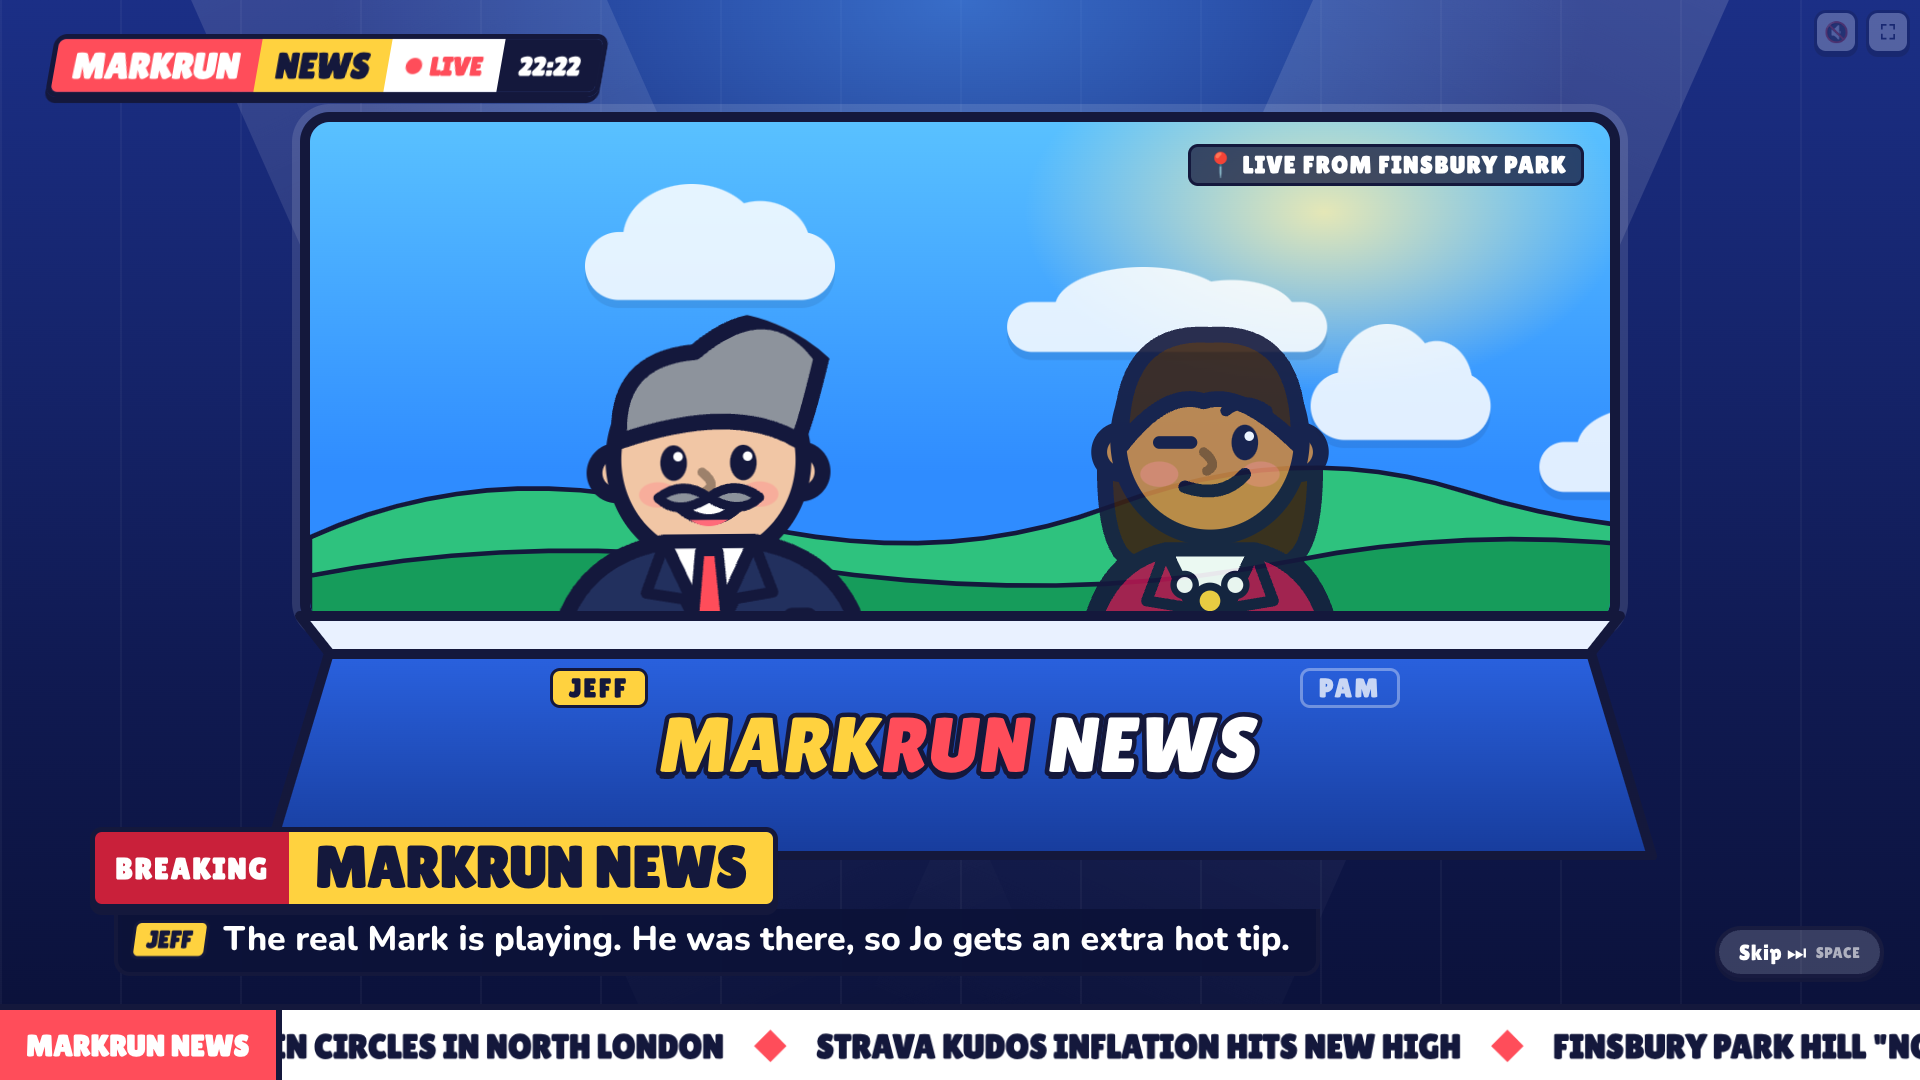 MARKRUN NEWS LIVE 22:22
LIVE FROM FINSBURY PARK
JEFF
PAM
MARKRUN NEWS
BREAKING MARKRUN NEWS
JEFF The real Mark is playing. He was there, so Jo gets an extra hot tip.
Skip SPACE
MARKRUN NEWS EN CIRCLES IN NORTH LONDON STRAVA KUDOS INFLATION HITS NEW HIGH FINSBURY PARK HILL "NO